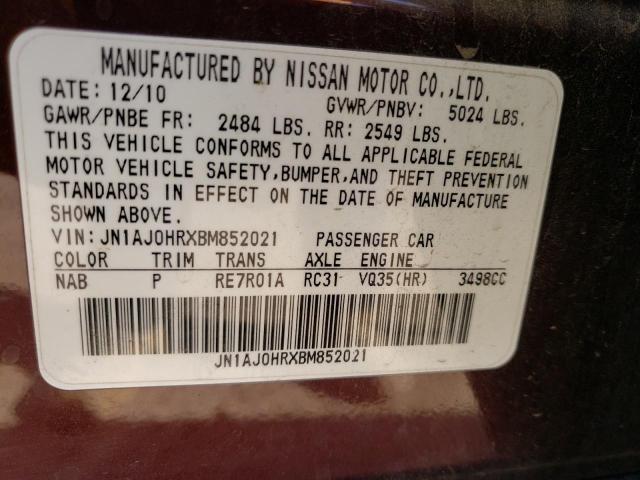 MANUFACTURED BY NISSAN MOTOR CO.,LTD.
DATE: 12/10 GVWR/PNBV: 5024 LBS.
GAWR/PNBE FR: 2484 LBS. RR: 2549 LBS.
THIS VEHICLE CONFORMS TO ALL APPLICABLE FEDERAL
MOTOR VEHICLE SAFETY,BUMPER,AND THEFT PREVENTION
STANDARDS IN EFFECT ON THE DATE OF MANUFACTURE
SHOWN ABOVE.
VIN:JN1AJ0HRXBM852021 PASSENGER CAR
COLOR TRIM TRANS AXLE ENGINE
NAB P RE7R01A RC31 VQ35(HR) 3498CC
JN1AJ0HRXBM852021